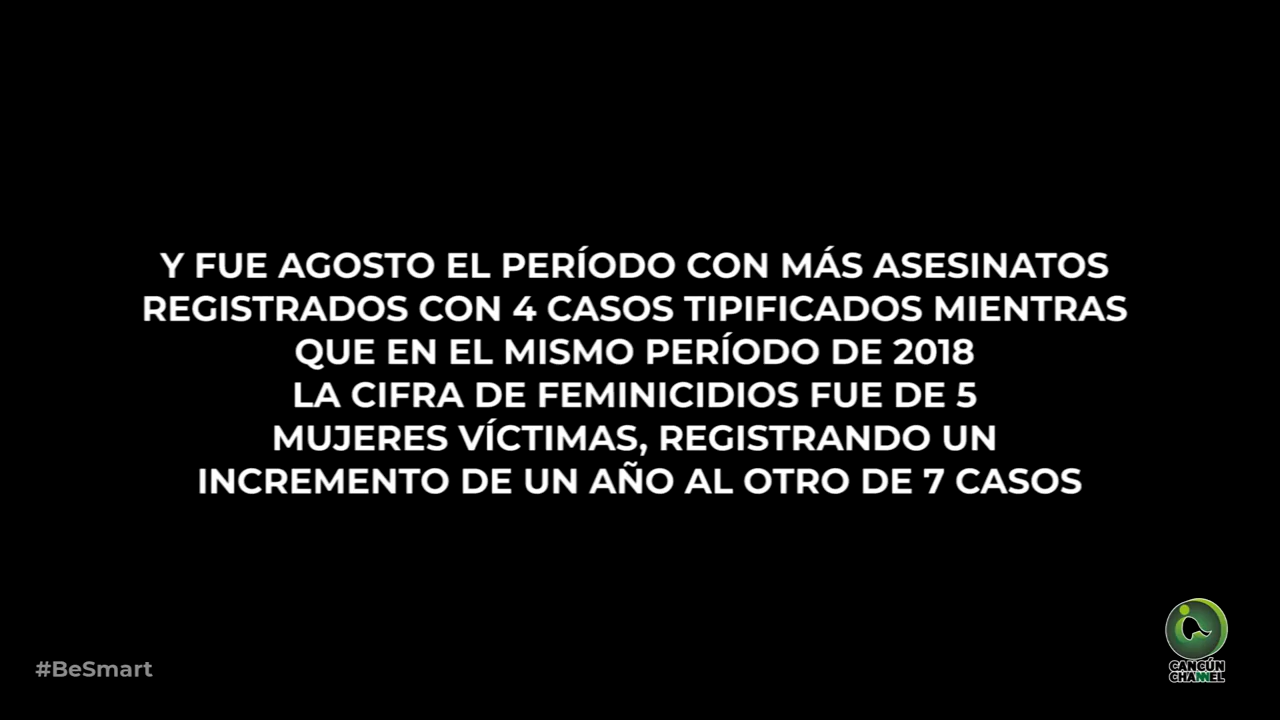 Y FUE AGOSTO EL PERÍODO CON MÁS ASESINATOS
REGISTRADOS CON 4 CASOS TIPIFICADOS MIENTRAS
QUE EN EL MISMO PERÍODO DE 2018
LA CIFRA DE FEMINICIDIOS FUE DE 5
MUJERES VÍCTIMAS, REGISTRANDO UN
INCREMENTO DE UN AÑO AL OTRO DE 7 CASOS
#BeSmart
CANCÚN
CHANNEL